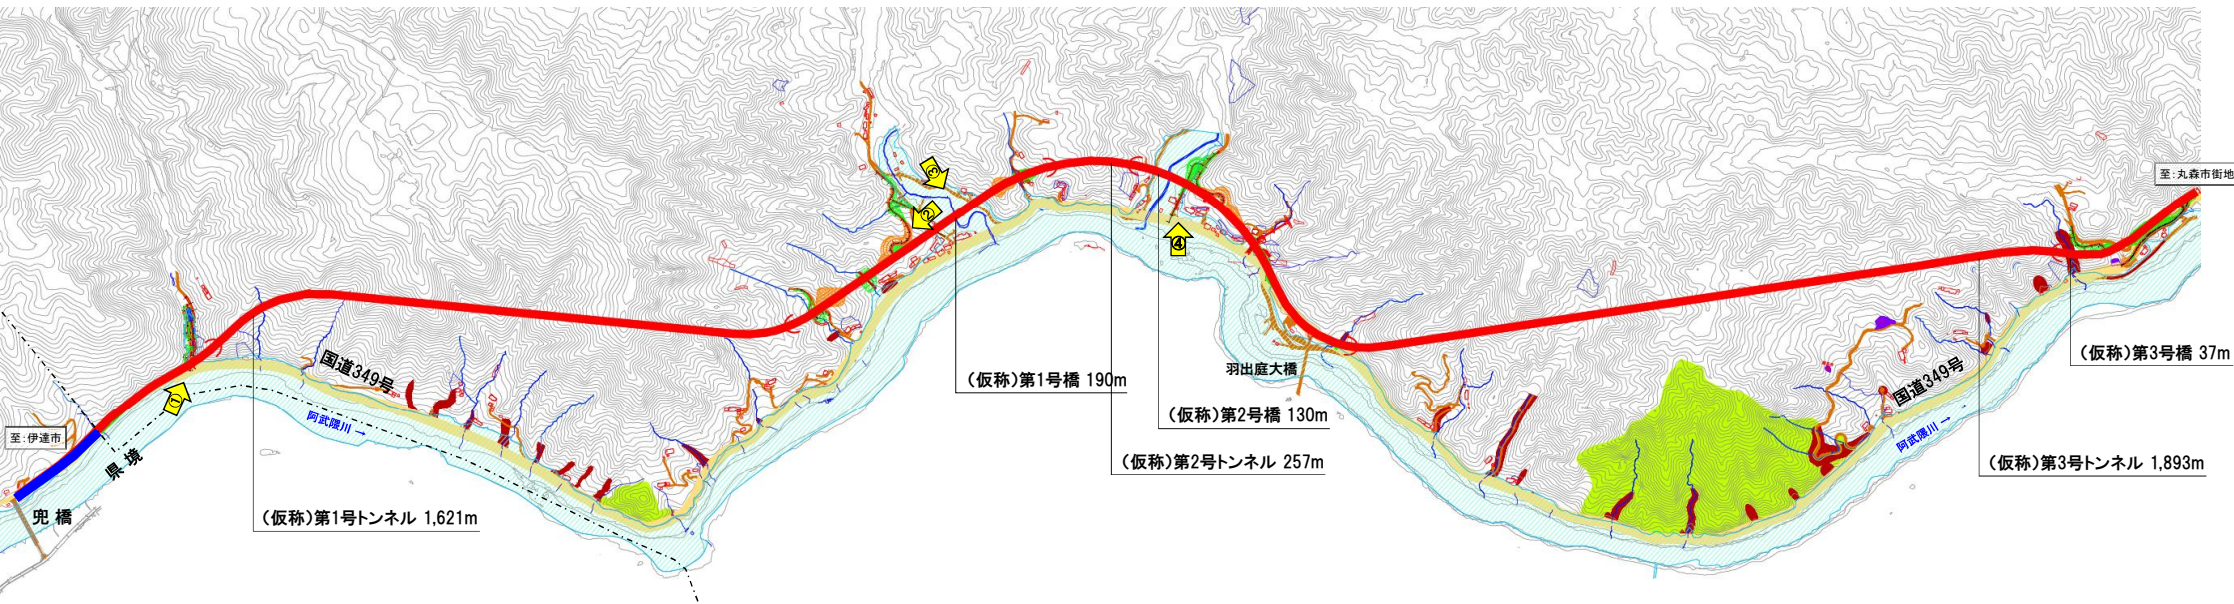 至:伊達市
兜橋
県境
①
国道349号
阿武隈川 →
(仮称)第1号トンネル 1,621m
②
③
(仮称)第1号橋 190m
④
(仮称)第2号橋 130m
(仮称)第2号トンネル 257m
羽出庭大橋
国道349号
阿武隈川 →
(仮称)第3号トンネル 1,893m
(仮称)第3号橋 37m
至:丸森市街地